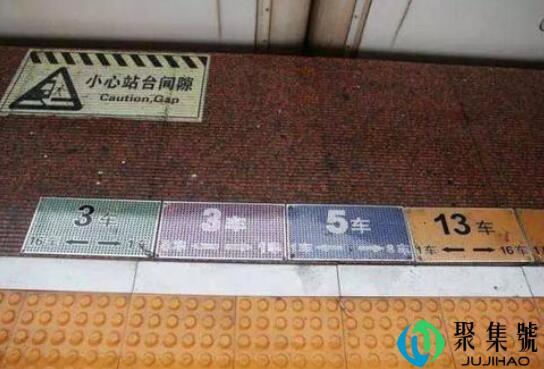 小心站台间隙
Caution,Gap
3车
16车 1车
3车
5车
8车
13车
1车 16车
聚集號
JUJIHAO